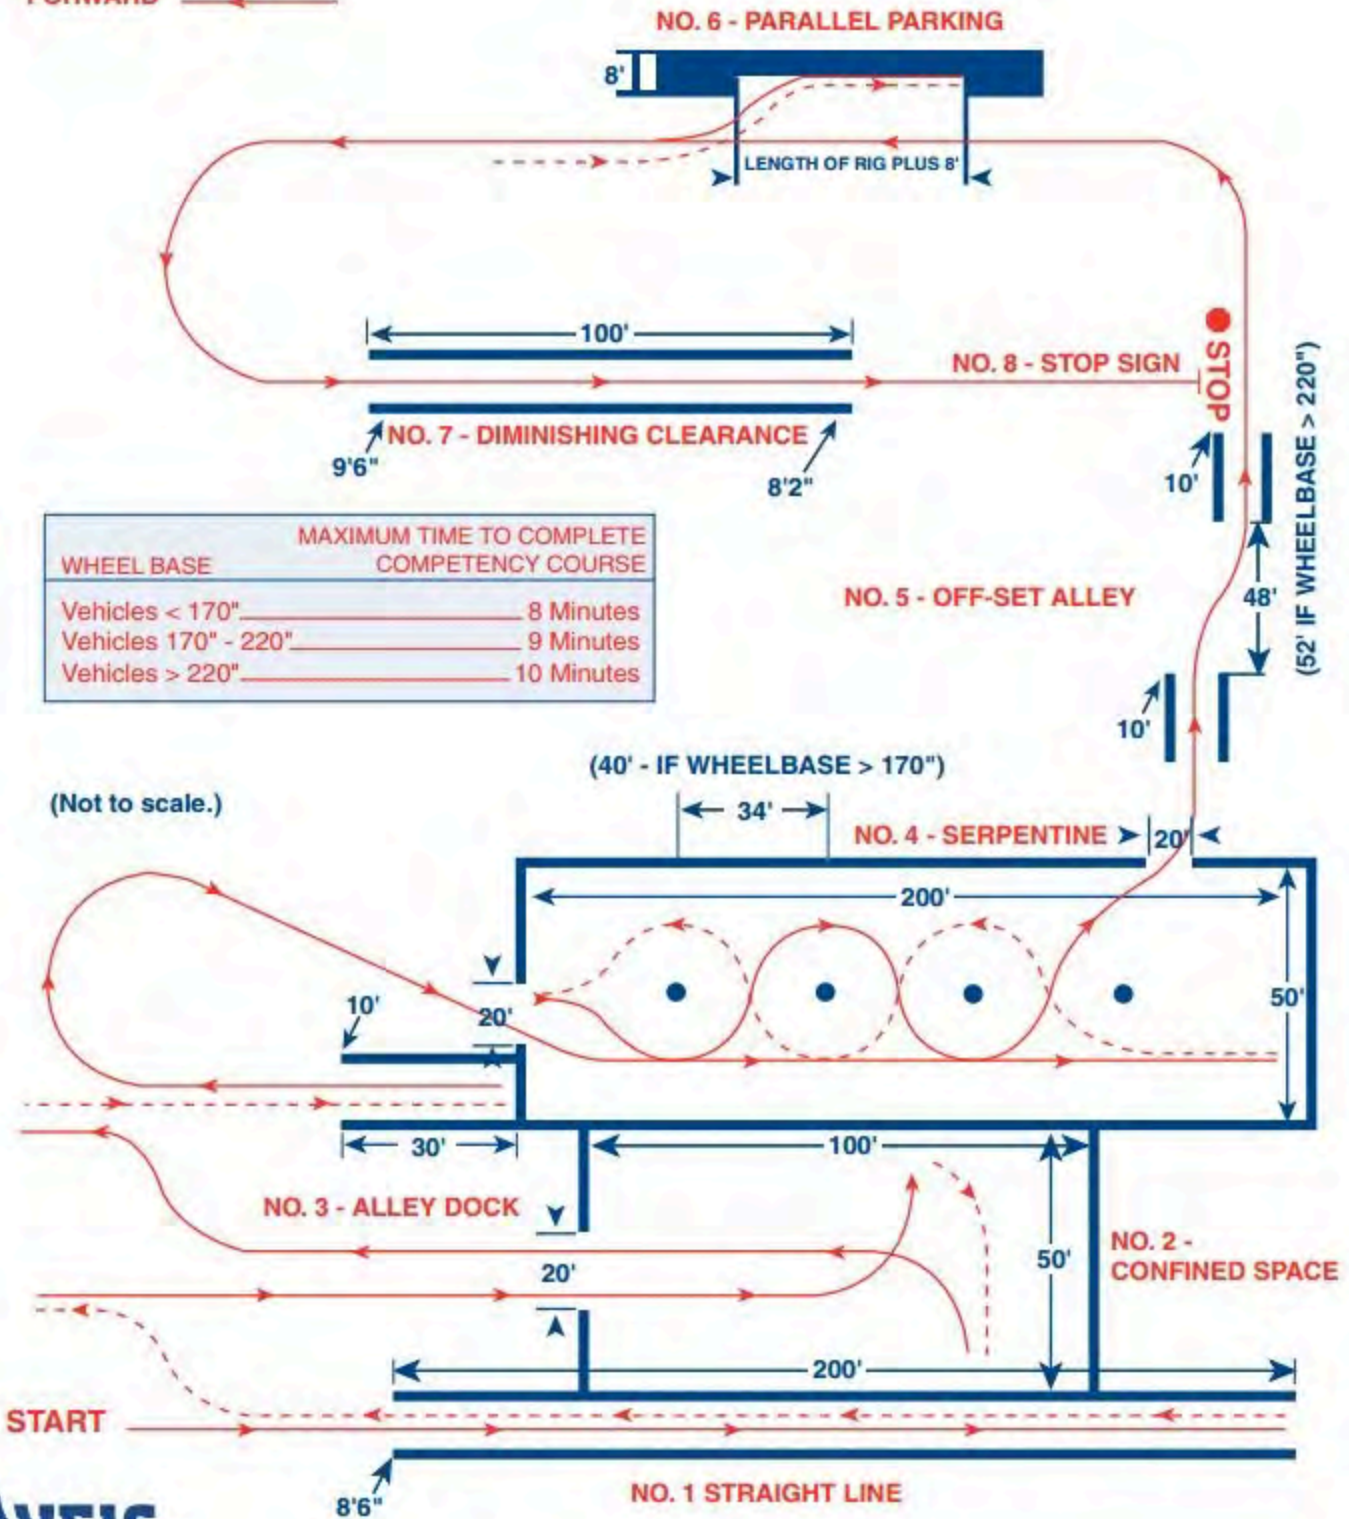 FORWARD
NO. 6 - PARALLEL PARKING
8'
LENGTH OF RIG PLUS 8'
100'
NO. 8 - STOP SIGN
STOP
NO. 7 - DIMINISHING CLEARANCE
9'6"
8'2"
10'
(52' IF WHEELBASE > 220")
48'
WHEEL BASE
MAXIMUM TIME TO COMPLETE
COMPETENCY COURSE
Vehicles < 170" 8 Minutes
Vehicles 170" - 220" 9 Minutes
Vehicles > 220" 10 Minutes
NO. 5 - OFF-SET ALLEY
10'
(40' - IF WHEELBASE > 170")
(Not to scale.)
34'
NO. 4 - SERPENTINE
20'
200'
10'
20'
50'
30'
100'
NO. 3 - ALLEY DOCK
20'
50'
NO. 2 -
CONFINED SPACE
200'
START
8'6"
NO. 1 STRAIGHT LINE